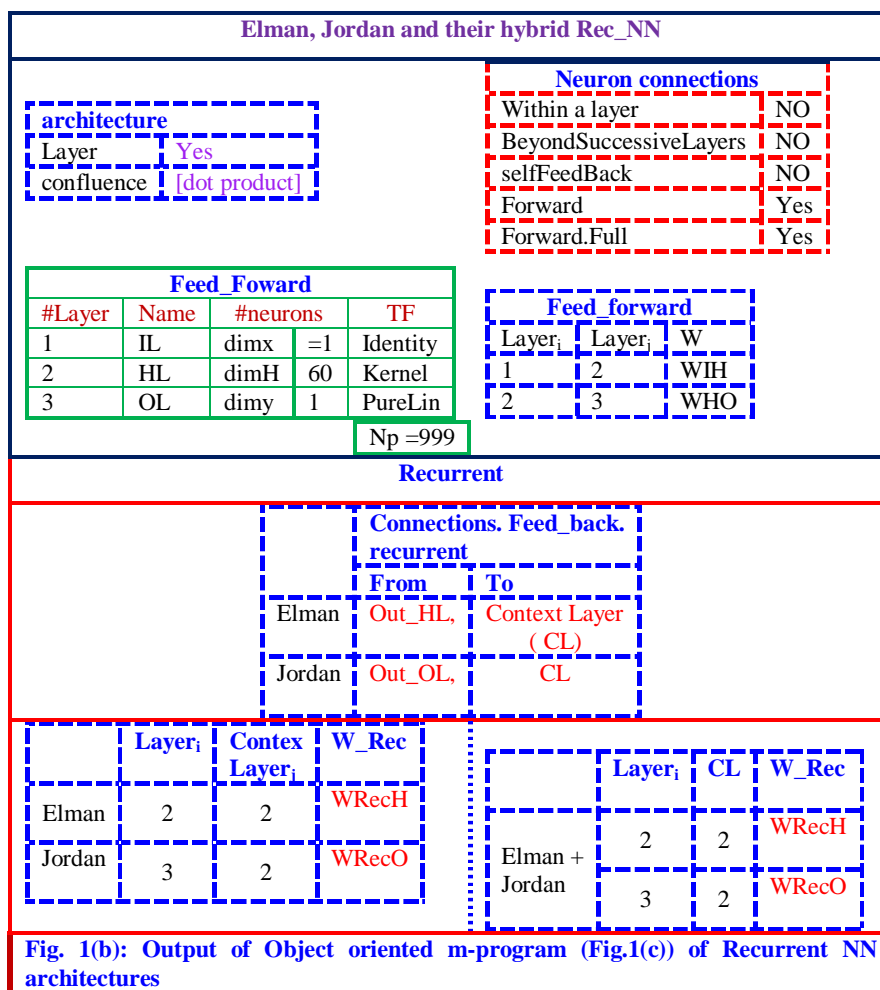 Elman, Jordan and their hybrid Rec_NN
architecture
Layer Yes
confluence [dot product]
Neuron connections
Within a layer NO
BeyondSuccessiveLayers NO
selfFeedBack NO
Forward Yes
Forward.Full Yes
Feed_Foward
#Layer Name #neurons TF
1 IL dimx =1 Identity
2 HL dimH 60 Kernel
3 OL dimy 1 PureLin
Np =999
Feed_forward
Layeri Layerj W
1 2 WIH
2 3 WHO
Recurrent
Connections. Feed_back.
recurrent
From To
Elman Out_HL, Context Layer
( CL)
Jordan Out_OL, CL
Layeri Contex W_Rec
Layerj
Elman 2 2 WRecH
Jordan 3 2 WRecO
Layeri CL W_Rec
Elman +
Jordan
2 2 WRecH
3 2 WRecO
Fig. 1(b): Output of Object oriented m-program (Fig.1(c)) of Recurrent NN
architectures